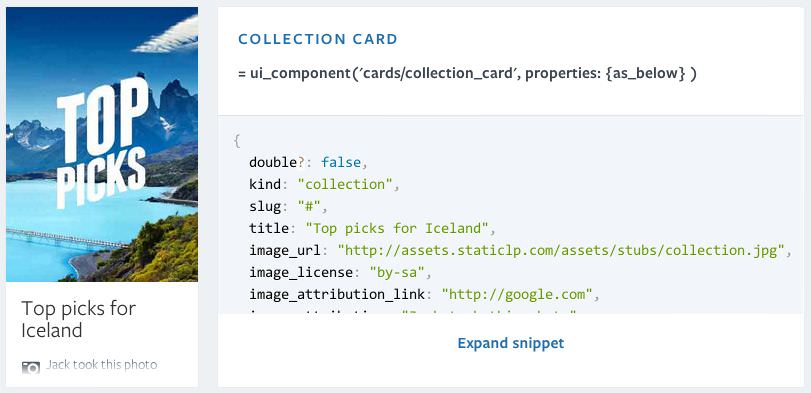 TOP
PICKS
Top picks for
Iceland
Jack took this photo
COLLECTION CARD
= ui_component('cards/collection_card', properties: {as_below} )
{
double?: false,
kind: "collection",
slug: "#",
title: "Top picks for Iceland",
image_url: "http://assets.staticlp.com/assets/stubs/collection.jpg",
image_license: "by-sa",
image_attribution_link: "http://google.com",
Expand snippet